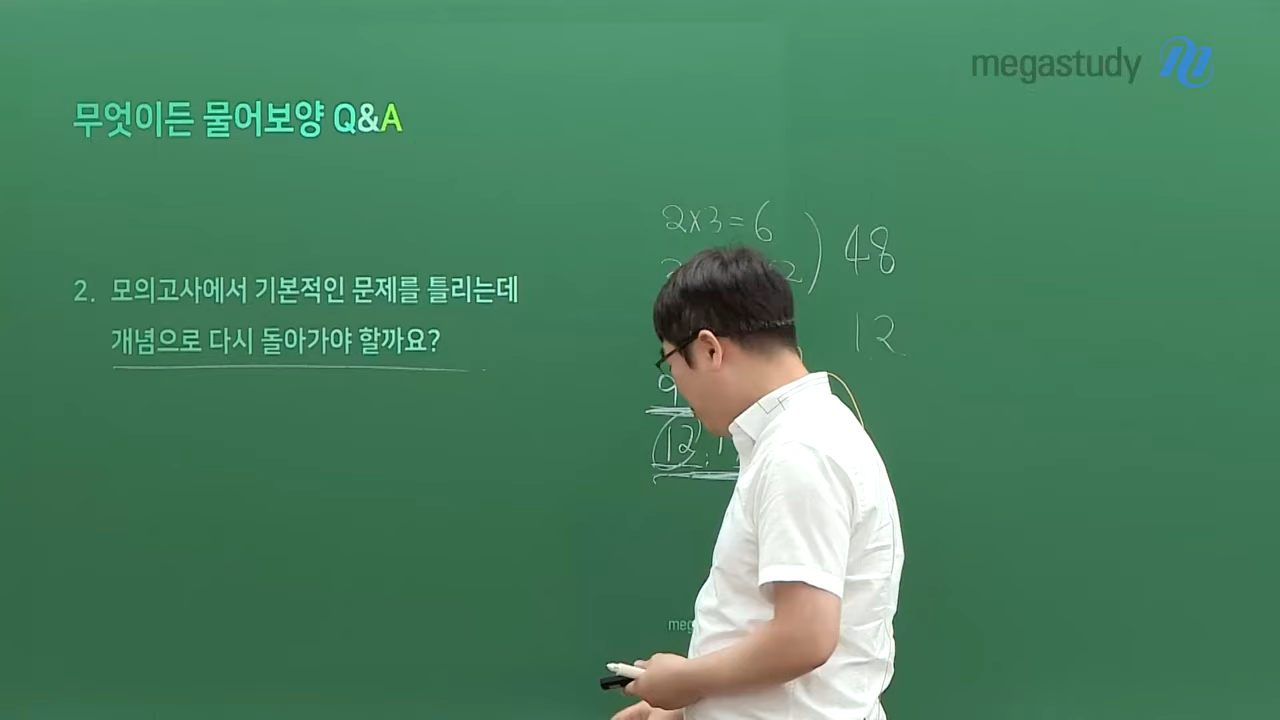 megastudy
무엇이든 물어보양 Q&A
2x3=6
48
2. 모의고사에서 기본적인 문제를 틀리는데
개념으로 다시 돌아가야 할까요?
12
9
12